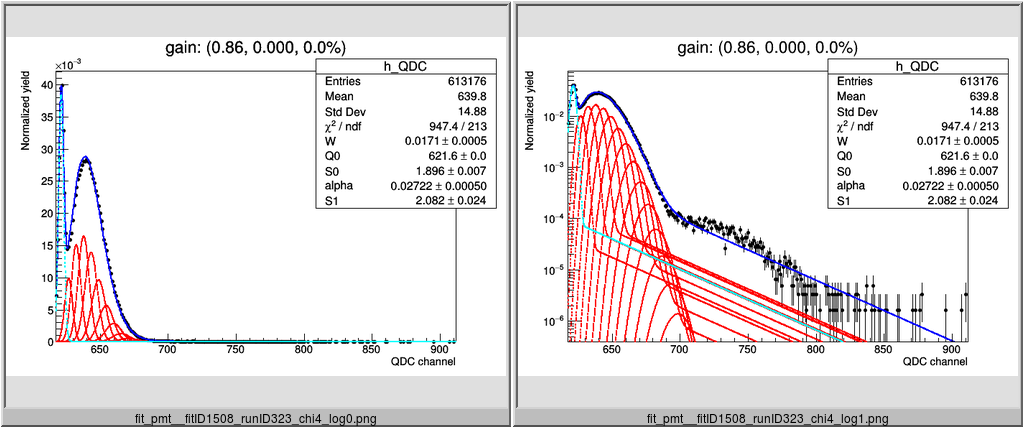 gain: (0.86, 0.000, 0.0%)
×10⁻³
Normalized yield
40
35
30
25
20
15
10
5
0
650
700
750
800
850
900
QDC channel
h_QDC
Entries 613176
Mean 639.8
Std Dev 14.88
χ² / ndf 947.4 / 213
W 0.0171 ± 0.0005
Q0 621.6 ± 0.0
S0 1.896 ± 0.007
alpha 0.02722 ± 0.00050
S1 2.082 ± 0.024
fit_pmt__fitID1508_runID323_chi4_log0.png
gain: (0.86, 0.000, 0.0%)
Normalized yield
10⁻²
10⁻³
10⁻⁴
10⁻⁵
10⁻⁶
650
700
750
800
850
900
QDC channel
h_QDC
Entries 613176
Mean 639.8
Std Dev 14.88
χ² / ndf 947.4 / 213
W 0.0171 ± 0.0005
Q0 621.6 ± 0.0
S0 1.896 ± 0.007
alpha 0.02722 ± 0.00050
S1 2.082 ± 0.024
fit_pmt__fitID1508_runID323_chi4_log1.png